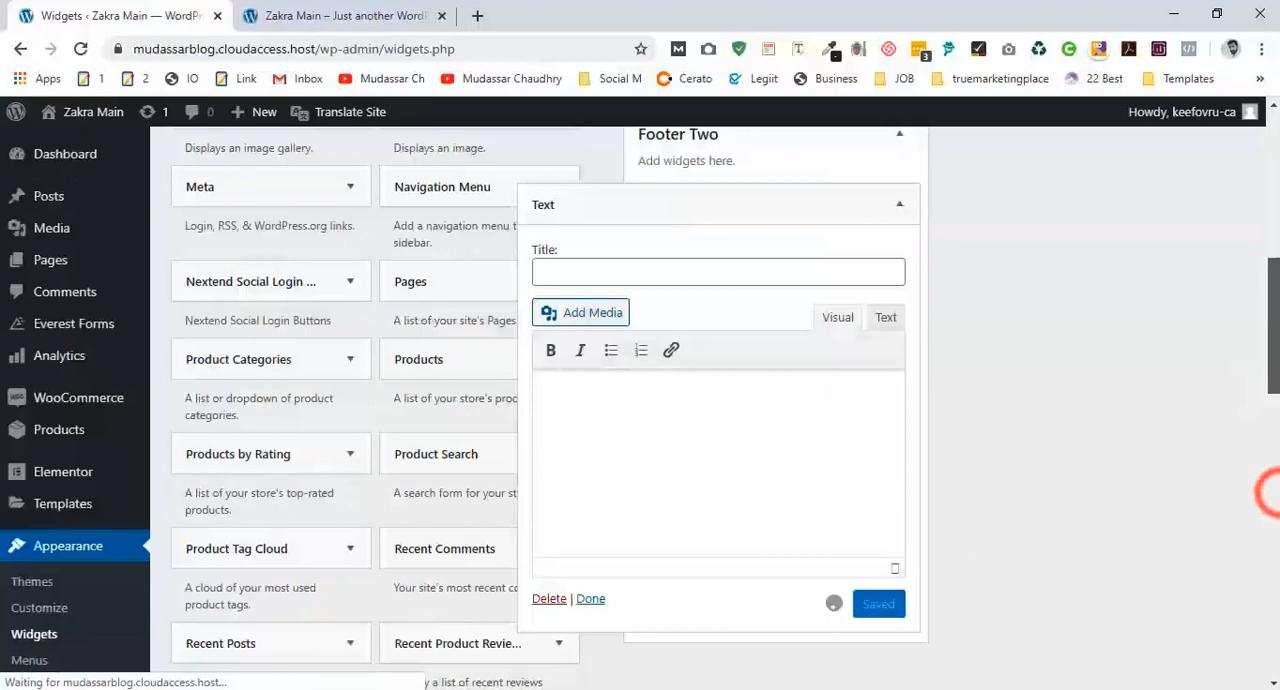 Widgets ‹ Zakra Main — WordPr
Zakra Main – Just another Word
mudassarblog.cloudaccess.host/wp-admin/widgets.php
3
Apps
1
2
IO
Link
Inbox
Mudassar Ch
Mudassar Chaudhry
Social M
Cerato
Legiit
Business
JOB
truemarketingplace
22 Best
Templates
»
Zakra Main
1
0
New
Translate Site
Howdy, keefovru-ca
Dashboard
Posts
Media
Pages
Comments
Everest Forms
Analytics
WooCommerce
Products
Elementor
Templates
Appearance
Themes
Customize
Widgets
Menus
Waiting for mudassarblog.cloudaccess.host...
Displays an image gallery.
Displays an image.
Meta
Navigation Menu
Login, RSS, & WordPress.org links.
Add a navigation menu t
sidebar.
Nextend Social Login ...
Pages
Nextend Social Login Buttons
A list of your site's Pages
Product Categories
Products
A list or dropdown of product
categories.
A list of your store's pro
Products by Rating
Product Search
A list of your store's top-rated
products.
A search form for your st
Product Tag Cloud
Recent Comments
A cloud of your most used
product tags.
Your site's most recent c
Recent Posts
Recent Product Revie...
y a list of recent reviews
Footer Two
Add widgets here.
Text
Title:
Add Media
Visual
Text
B I
Delete | Done
Saved